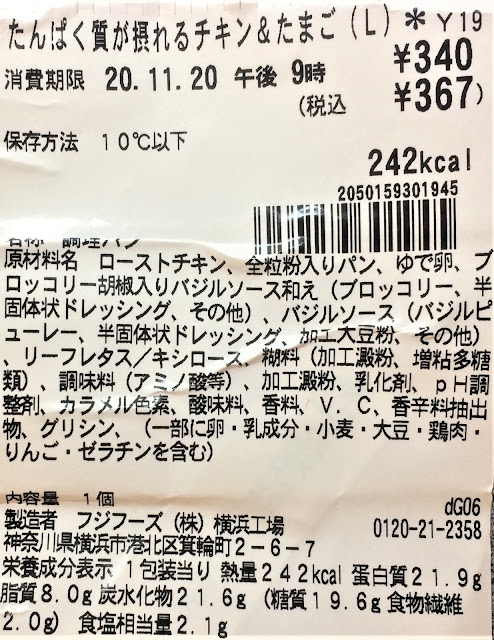 たんぱく質が摂れるチキン＆たまご（L）＊Y19
¥340
消費期限 20.11.20 午後 9時
(税込 ¥367)
保存方法 10℃以下
242kcal
2050159301945
名称 調理パン
原材料名 ローストチキン、全粒粉入りパン、ゆで卵、ブ
ロッコリー胡椒入りバジルソース和え（ブロッコリー、半
固体状ドレッシング、その他）、バジルソース（バジルピ
ューレー、半固体状ドレッシング、加工大豆粉、その他）
、リーフレタス／キシロース、糊料（加工澱粉、増粘多糖
類）、調味料（アミノ酸等）、加工澱粉、乳化剤、ｐＨ調
整剤、カラメル色素、酸味料、香料、Ｖ．Ｃ、香辛料抽出
物、グリシン、（一部に卵・乳成分・小麦・大豆・鶏肉・
りんご・ゼラチンを含む）
内容量 1個
dG06
製造者 フジフーズ（株）横浜工場
0120-21-2358
神奈川県横浜市港北区箕輪町2－6－7
栄養成分表示 1包装当り 熱量242kcal 蛋白質21.9g
脂質8.0g 炭水化物21.6g（糖質19.6g 食物繊維
2.0g）食塩相当量2.1g